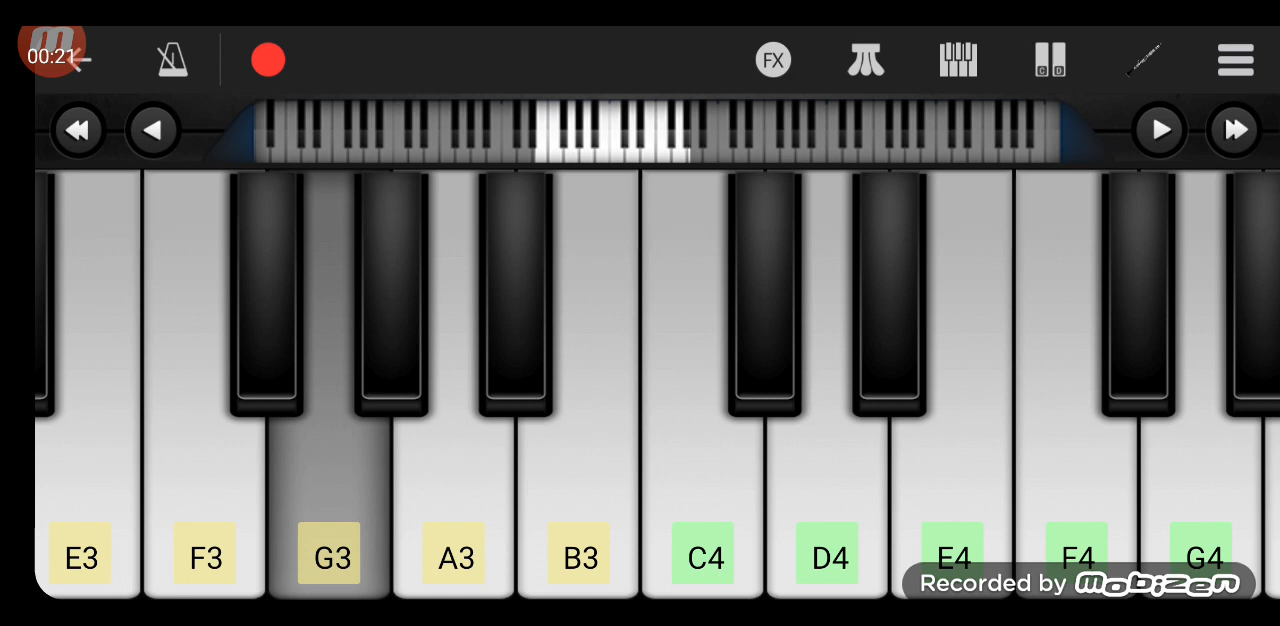 00:21
FX
C D
E3 F3 G3 A3 B3 C4 D4 E4 F4 G4
Recorded by MOBIZEN